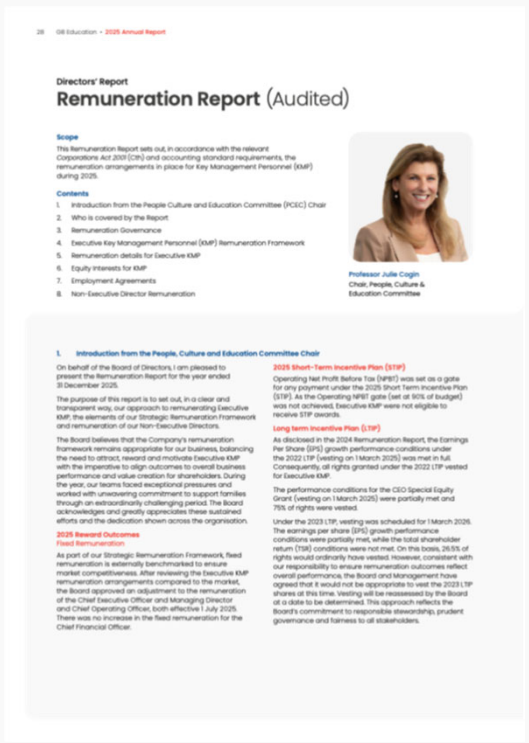 28 G8 Education • 2025 Annual Report
Directors' Report
Remuneration Report (Audited)
Scope
This Remuneration Report sets out, in accordance with the relevant
Corporations Act 2001 (Cth) and accounting standard requirements, the
remuneration arrangements in place for Key Management Personnel (KMP)
during 2025.
Contents
1. Introduction from the People Culture and Education Committee (PCEC) Chair
2. Who is covered by the Report
3. Remuneration Governance
4. Executive Key Management Personnel (KMP) Remuneration Framework
5. Remuneration details for Executive KMP
6. Equity Interests for KMP
7. Employment Agreements
8. Non-Executive Director Remuneration
Professor Julie Cogin
Chair, People, Culture &
Education Committee
1. Introduction from the People, Culture and Education Committee Chair
On behalf of the Board of Directors, I am pleased to
present the Remuneration Report for the year ended
31 December 2025.
The purpose of this report is to set out, in a clear and
transparent way, our approach to remunerating Executive
KMP, the elements of our Strategic Remuneration Framework
and remuneration of our Non-Executive Directors.
The Board believes that the Company's remuneration
framework remains appropriate for our business, balancing
the need to attract, reward and motivate Executive KMP
with the imperative to align outcomes to overall business
performance and value creation for shareholders. During
the year, our teams faced exceptional pressures and
worked with unwavering commitment to support families
through an extraordinarily challenging period. The Board
acknowledges and greatly appreciates these sustained
efforts and the dedication shown across the organisation.
2025 Reward Outcomes
Fixed Remuneration
As part of our Strategic Remuneration Framework, fixed
remuneration is externally benchmarked to ensure
market competitiveness. After reviewing the Executive KMP
remuneration arrangements compared to the market,
the Board approved an adjustment to the remuneration
of the Chief Executive Officer and Managing Director
and Chief Operating Officer, both effective 1 July 2025.
There was no increase in the fixed remuneration for the
Chief Financial Officer.
2025 Short-Term Incentive Plan (STIP)
Operating Net Profit Before Tax (NPBT) was set as a gate
for any payment under the 2025 Short Term Incentive Plan
(STIP). As the Operating NPBT gate (set at 90% of budget)
was not achieved, Executive KMP were not eligible to
receive STIP awards.
Long term Incentive Plan (LTIP)
As disclosed in the 2024 Remuneration Report, the Earnings
Per Share (EPS) growth performance conditions under
the 2022 LTIP (vesting on 1 March 2025) was met in full.
Consequently, all rights granted under the 2022 LTIP vested
for Executive KMP.
The performance conditions for the CEO Special Equity
Grant (vesting on 1 March 2025) were partially met and
75% of rights were vested.
Under the 2023 LTIP, vesting was scheduled for 1 March 2026.
The earnings per share (EPS) growth performance
conditions were partially met, while the total shareholder
return (TSR) conditions were not met. On this basis, 26.5% of
rights would ordinarily have vested. However, consistent with
our responsibility to ensure remuneration outcomes reflect
overall performance, the Board and Management have
agreed that it would not be appropriate to vest the 2023 LTIP
shares at this time. Vesting will be reassessed by the Board
at a date to be determined. This approach reflects the
Board's commitment to responsible stewardship, prudent
governance and fairness to all stakeholders.